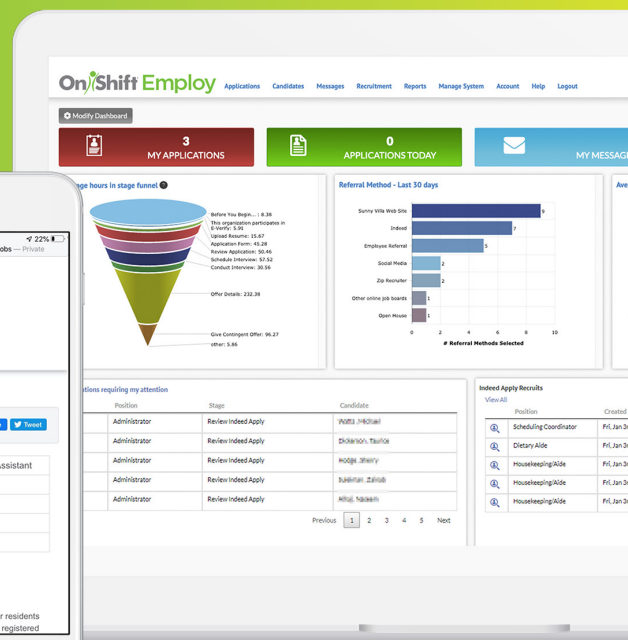 OnShift Employ
Applications Candidates Messages Recruitment Reports Manage System Account Help Logout
Modify Dashboard
3
MY APPLICATIONS
0
APPLICATIONS TODAY
MY MESSAG
ge hours in stage funnel ?
Before You Begin... : 8.38
This organization participates in
E-Verify: 5.91
Upload Resume: 15.67
Application Form: 45.28
Review Application: 50.46
Schedule Interview: 57.52
Conduct Interview: 30.56
Offer Details: 232.38
Give Contingent Offer: 96.27
other: 5.86
Referral Method - Last 30 days
Sunny Villa Web Site 9
Indeed 7
Employee Referral 5
Social Media 2
Zip Recruiter 2
Other online job boards 1
Open House 1
0 2 4 6 8 10
# Referral Methods Selected
Ave
22%
obs — Private
Tweet
Assistant
r residents
registered
tions requiring my attention
Position Stage Candidate
Administrator Review Indeed Apply
Administrator Review Indeed Apply
Administrator Review Indeed Apply
Administrator Review Indeed Apply
Administrator Review Indeed Apply
Previous 1 2 3 4 5 Next
Indeed Apply Recruits
View All
Position Created
Scheduling Coordinator Fri, Jan 3
Dietary Aide Fri, Jan 3
Housekeeping/Aide Fri, Jan 3
Housekeeping/Aide Fri, Jan 3
Housekeeping/Aide Fri, Jan 3